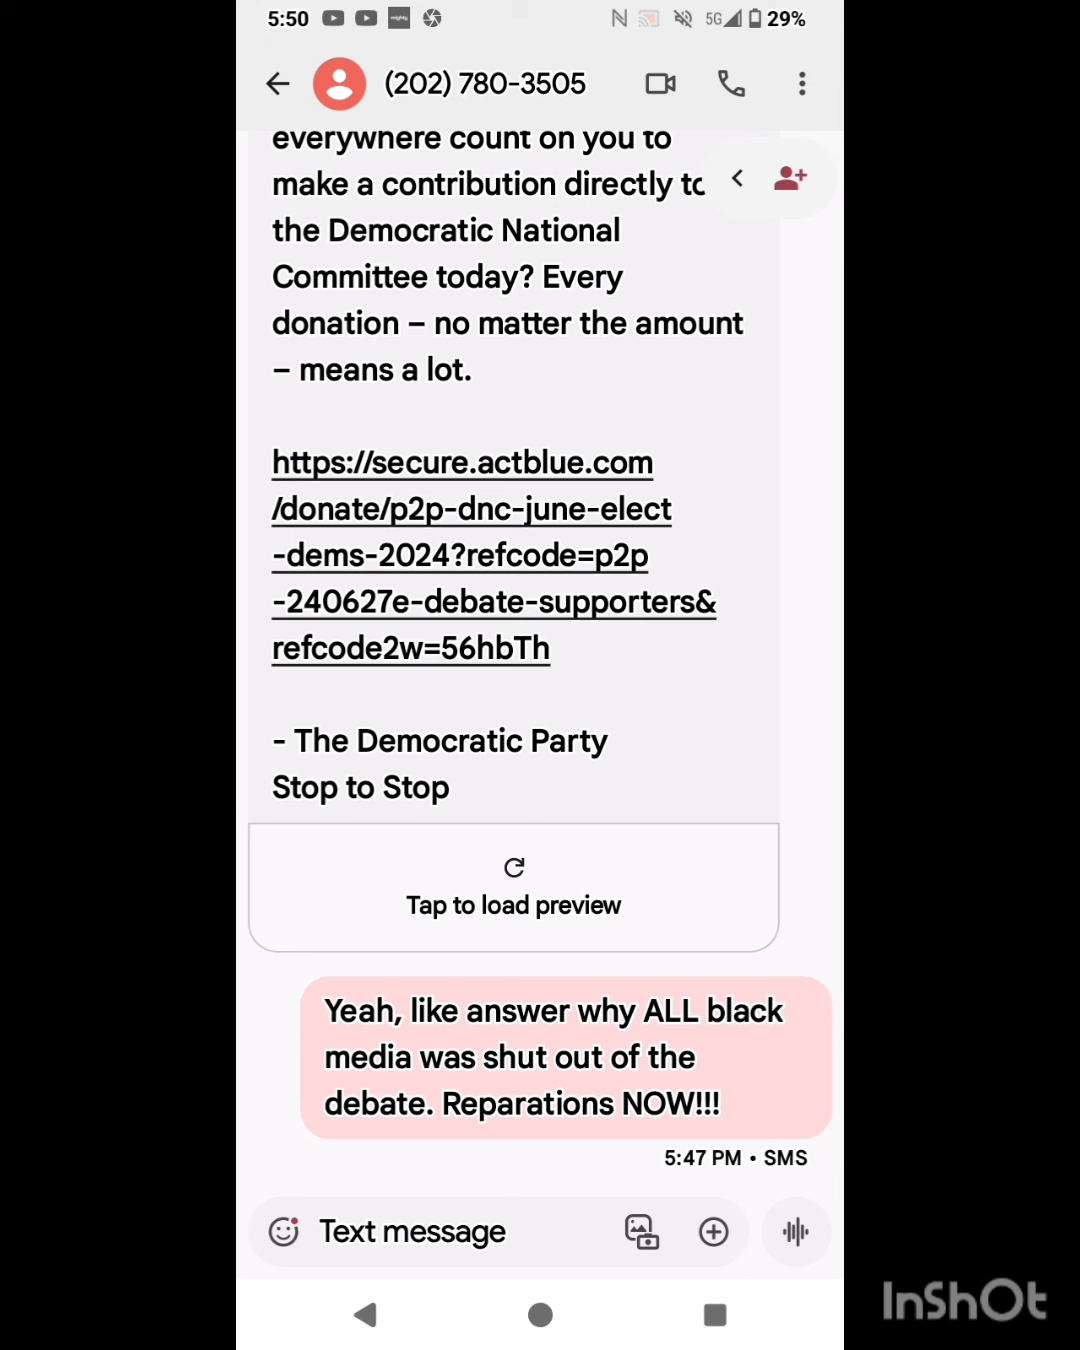 5:50
5G
29%
(202) 780-3505
everywhere count on you to
make a contribution directly to
the Democratic National
Committee today? Every
donation – no matter the amount
– means a lot.
https://secure.actblue.com
/donate/p2p-dnc-june-elect
-dems-2024?refcode=p2p
-240627e-debate-supporters&
refcode2w=56hbTh
- The Democratic Party
Stop to Stop
Tap to load preview
Yeah, like answer why ALL black
media was shut out of the
debate. Reparations NOW!!!
5:47 PM • SMS
Text message
InShOt